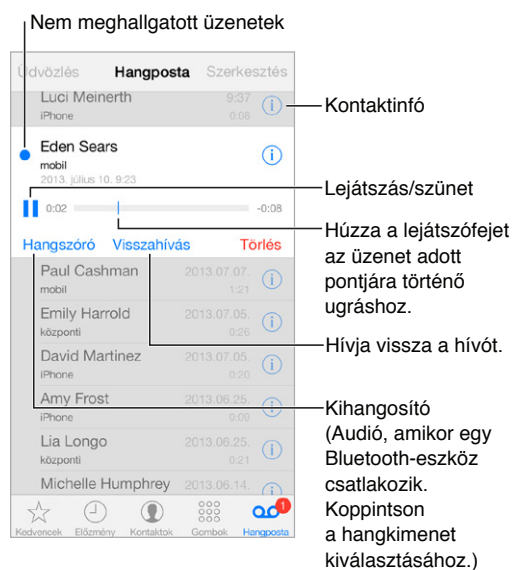 Nem meghallgatott üzenetek
Üdvözlés Hangposta Szerkesztés
Luci Meinerth 9:37
iPhone 0:08
Kontaktinfó
Eden Sears
mobil
2013. július 10. 9:23
Lejátszás/szünet
0:02 -0:08
Húzza a lejátszófejet
az üzenet adott
pontjára történő
ugráshoz.
Hangszóró Visszahívás Törlés
Paul Cashman 2013.07.07.
mobil 1:21
Emily Harrold 2013.07.05.
központi 0:26
Hívja vissza a hívót.
David Martinez 2013.07.05.
iPhone 0:20
Amy Frost 2013.06.25.
iPhone 0:09
Kihangosító
(Audió, amikor egy
Bluetooth-eszköz
csatlakozik.
Koppintson
a hangkimenet
kiválasztásához.)
Lia Longo 2013.06.25.
központi 0:21
Michelle Humphrey 2013.06.14.
1
Kedvencek Előzmény Kontaktok Gombok Hangposta